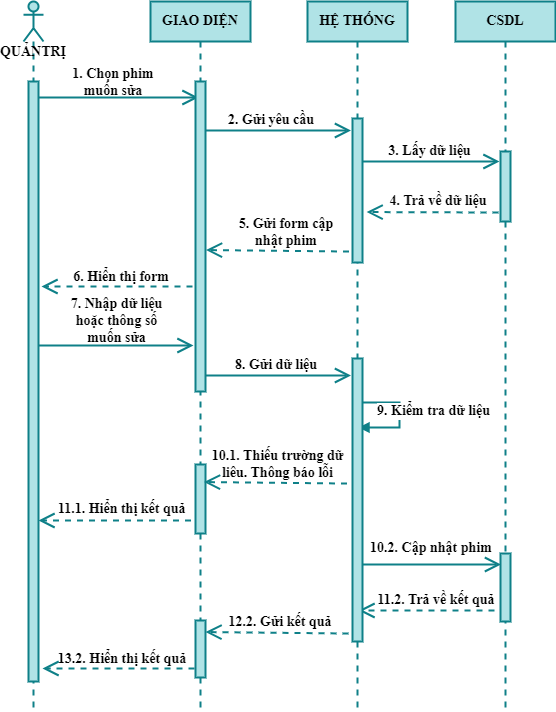 QUẢN TRỊ
GIAO DIỆN
HỆ THỐNG
CSDL
1. Chọn phim
muốn sữa
2. Gửi yêu cầu
3. Lấy dữ liệu
4. Trả về dữ liệu
5. Gửi form cập
nhật phim
6. Hiển thị form
7. Nhập dữ liệu
hoặc thông số
muốn sữa
8. Gửi dữ liệu
9. Kiểm tra dữ liệu
10.1. Thiếu trường dữ
liêu. Thông báo lỗi
11.1. Hiển thị kết quả
10.2. Cập nhật phim
11.2. Trả về kết quả
12.2. Gửi kết quả
13.2. Hiển thị kết quả